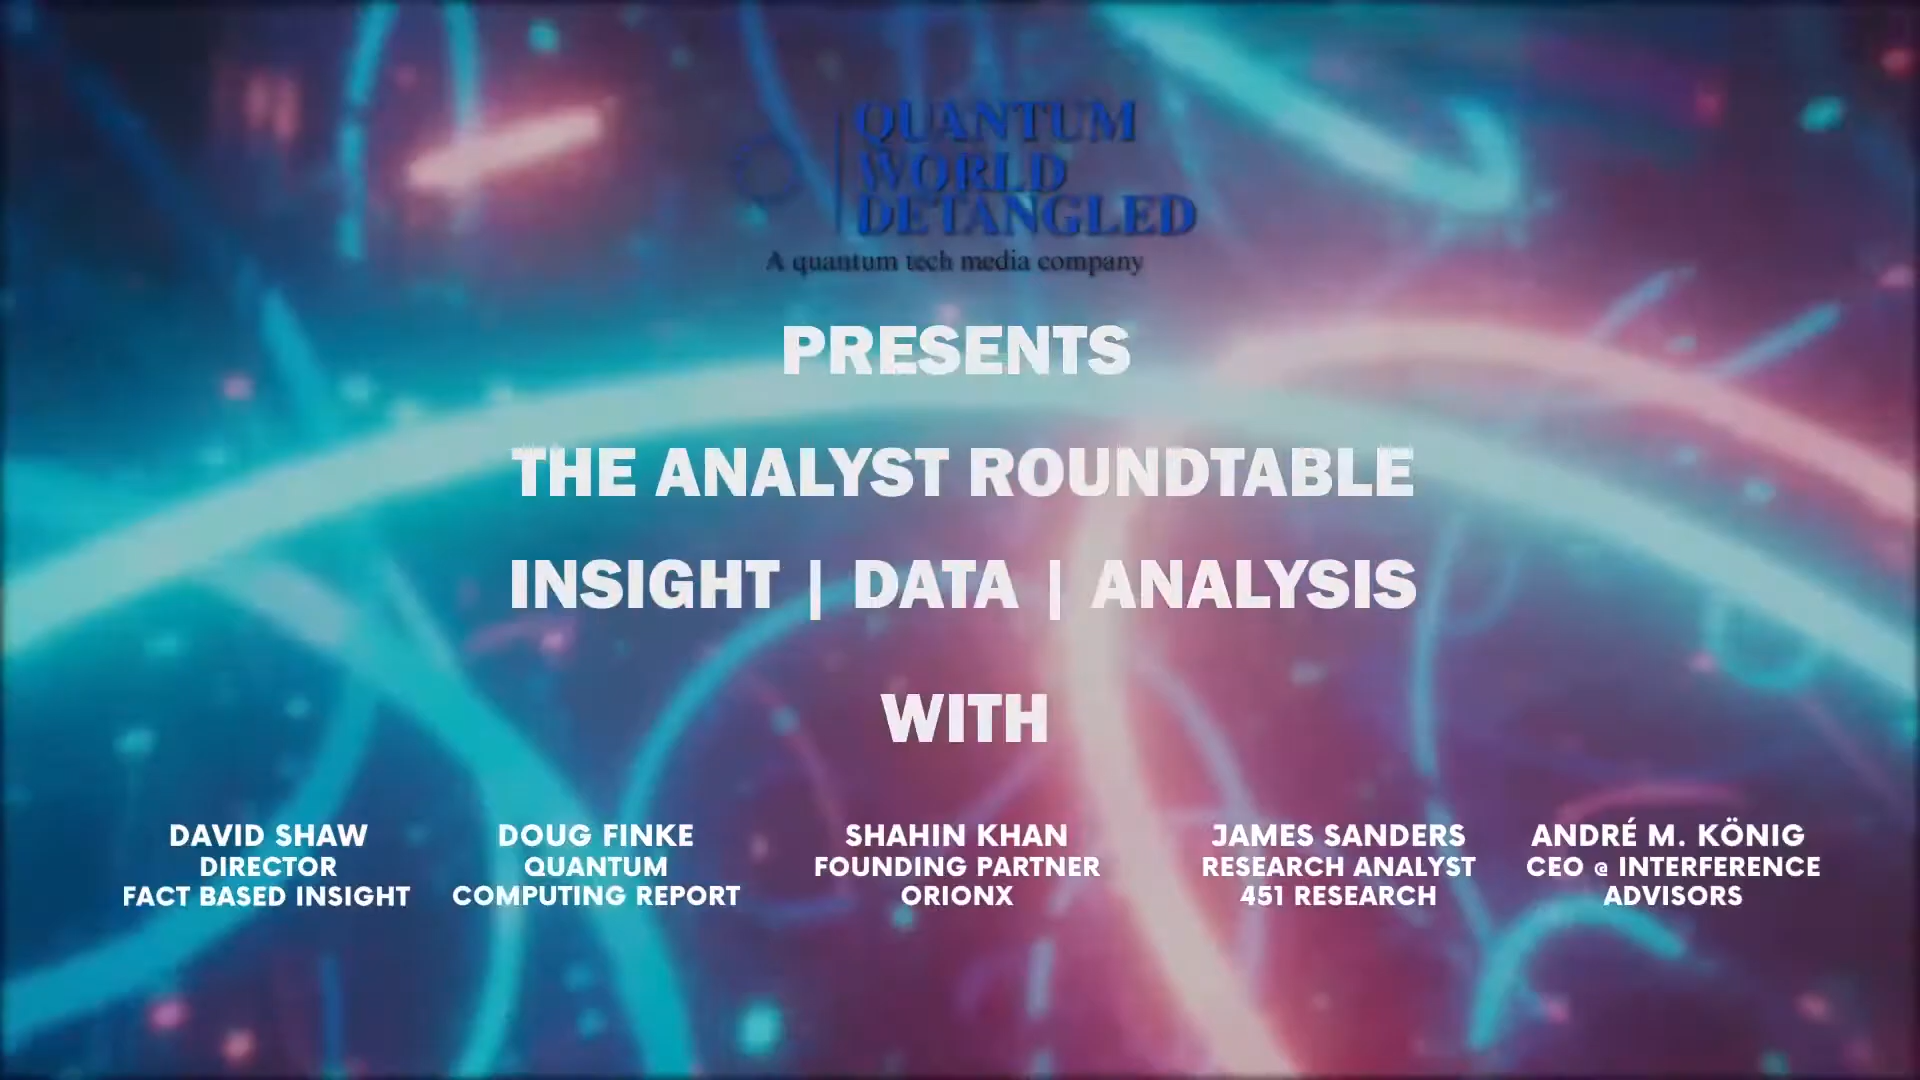 QUANTUM
WORLD
DETANGLED
A quantum tech media company
PRESENTS
THE ANALYST ROUNDTABLE
INSIGHT | DATA | ANALYSIS
WITH
DAVID SHAW
DIRECTOR
FACT BASED INSIGHT
DOUG FINKE
QUANTUM
COMPUTING REPORT
SHAHIN KHAN
FOUNDING PARTNER
ORIONX
JAMES SANDERS
RESEARCH ANALYST
451 RESEARCH
ANDRÉ M. KÖNIG
CEO @ INTERFERENCE
ADVISORS